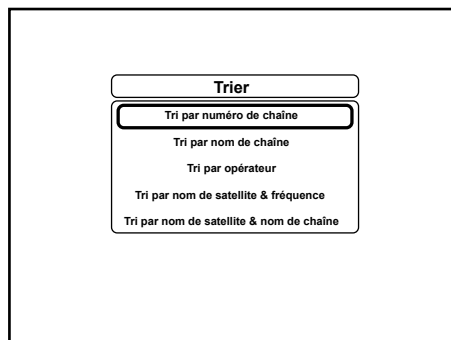 Trier
Tri par numéro de chaîne
Tri par nom de chaîne
Tri par opérateur
Tri par nom de satellite & fréquence
Tri par nom de satellite & nom de chaîne